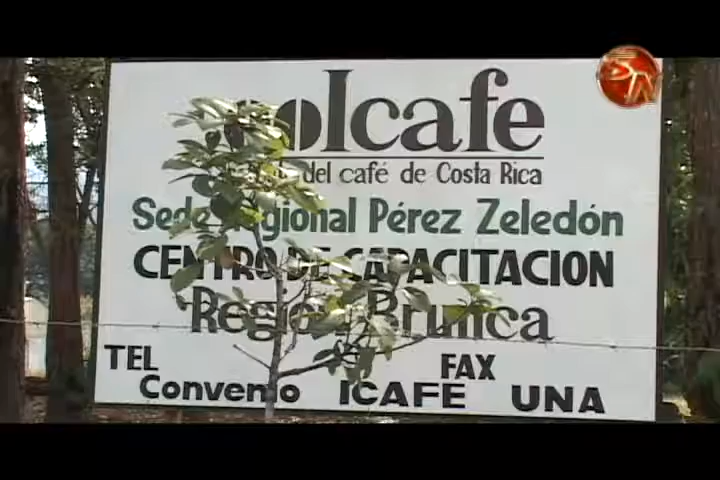 olcafe
del café de Costa Rica
Sede Regional Pérez Zeledón
CENTRO DE CAPACITACION
Region Brunca
TEL FAX
Convenio ICAFE UNA